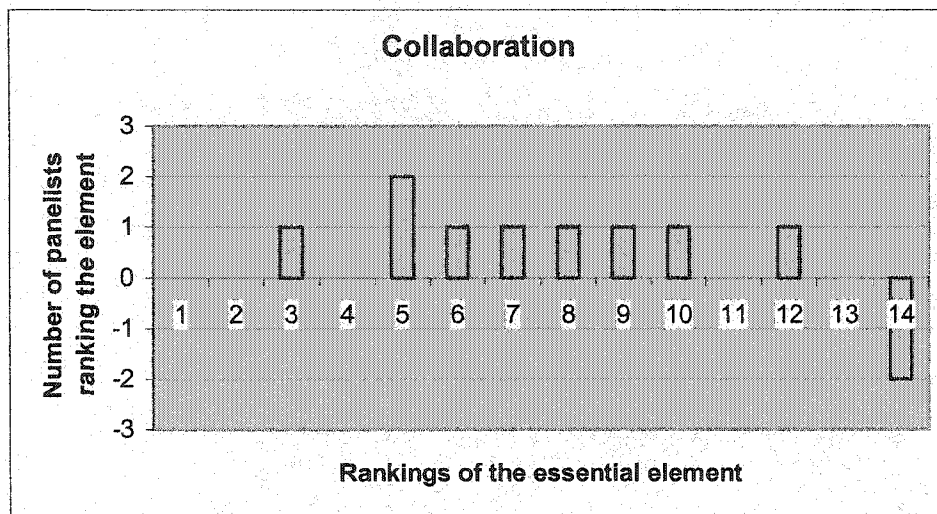 Collaboration
Number of panelists
ranking the element
3
2
1
0
-1
-2
-3
1 2 3 4 5 6 7 8 9 10 11 12 13 14
Rankings of the essential element